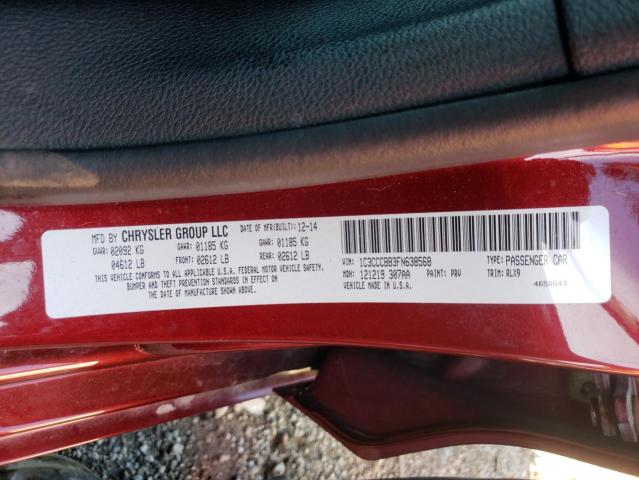 MFD BY CHRYSLER GROUP LLC DATE OF MFR(BUILT): 12-14
GVWR: 02092 KG GAWR: 01185 KG GAWR: 01185 KG
04612 LB FRONT: 02612 LB REAR: 02612 LB
THIS VEHICLE CONFORMS TO ALL APPLICABLE U.S.A. FEDERAL MOTOR VEHICLE SAFETY,
BUMPER AND THEFT PREVENTION STANDARDS IN EFFECT ON
THE DATE OF MANUFACTURE SHOWN ABOVE.
VIN: 1C3CCCBB3FN638568 TYPE: PASSENGER CAR
MDH: 121219 307AA PAINT: PRV TRIM: RLX9
VEHICLE MADE IN U.S.A. 4658043